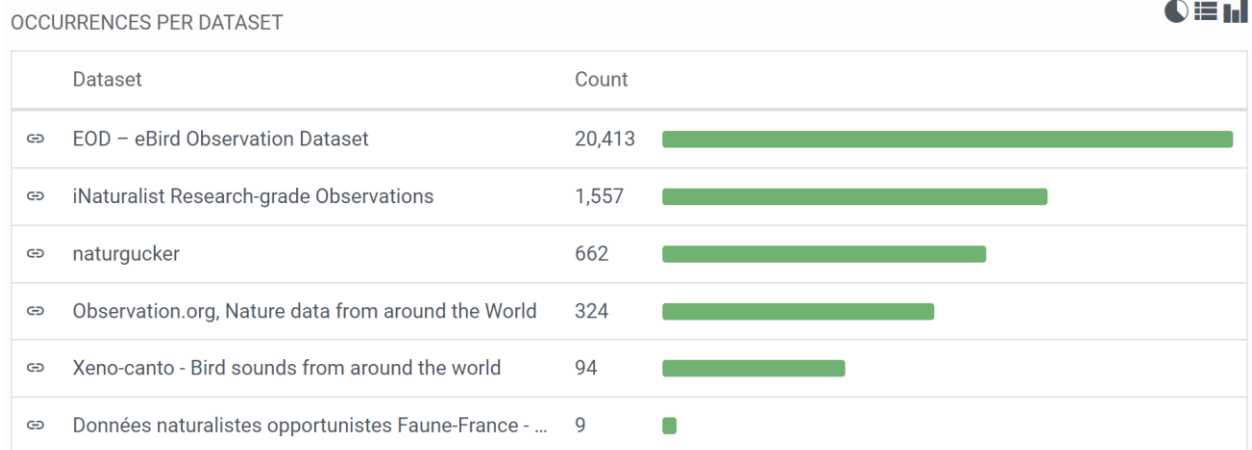 OCCURRENCES PER DATASET
Dataset Count
EOD – eBird Observation Dataset 20,413
iNaturalist Research-grade Observations 1,557
naturgucker 662
Observation.org, Nature data from around the World 324
Xeno-canto - Bird sounds from around the world 94
Données naturalistes opportunistes Faune-France - ... 9